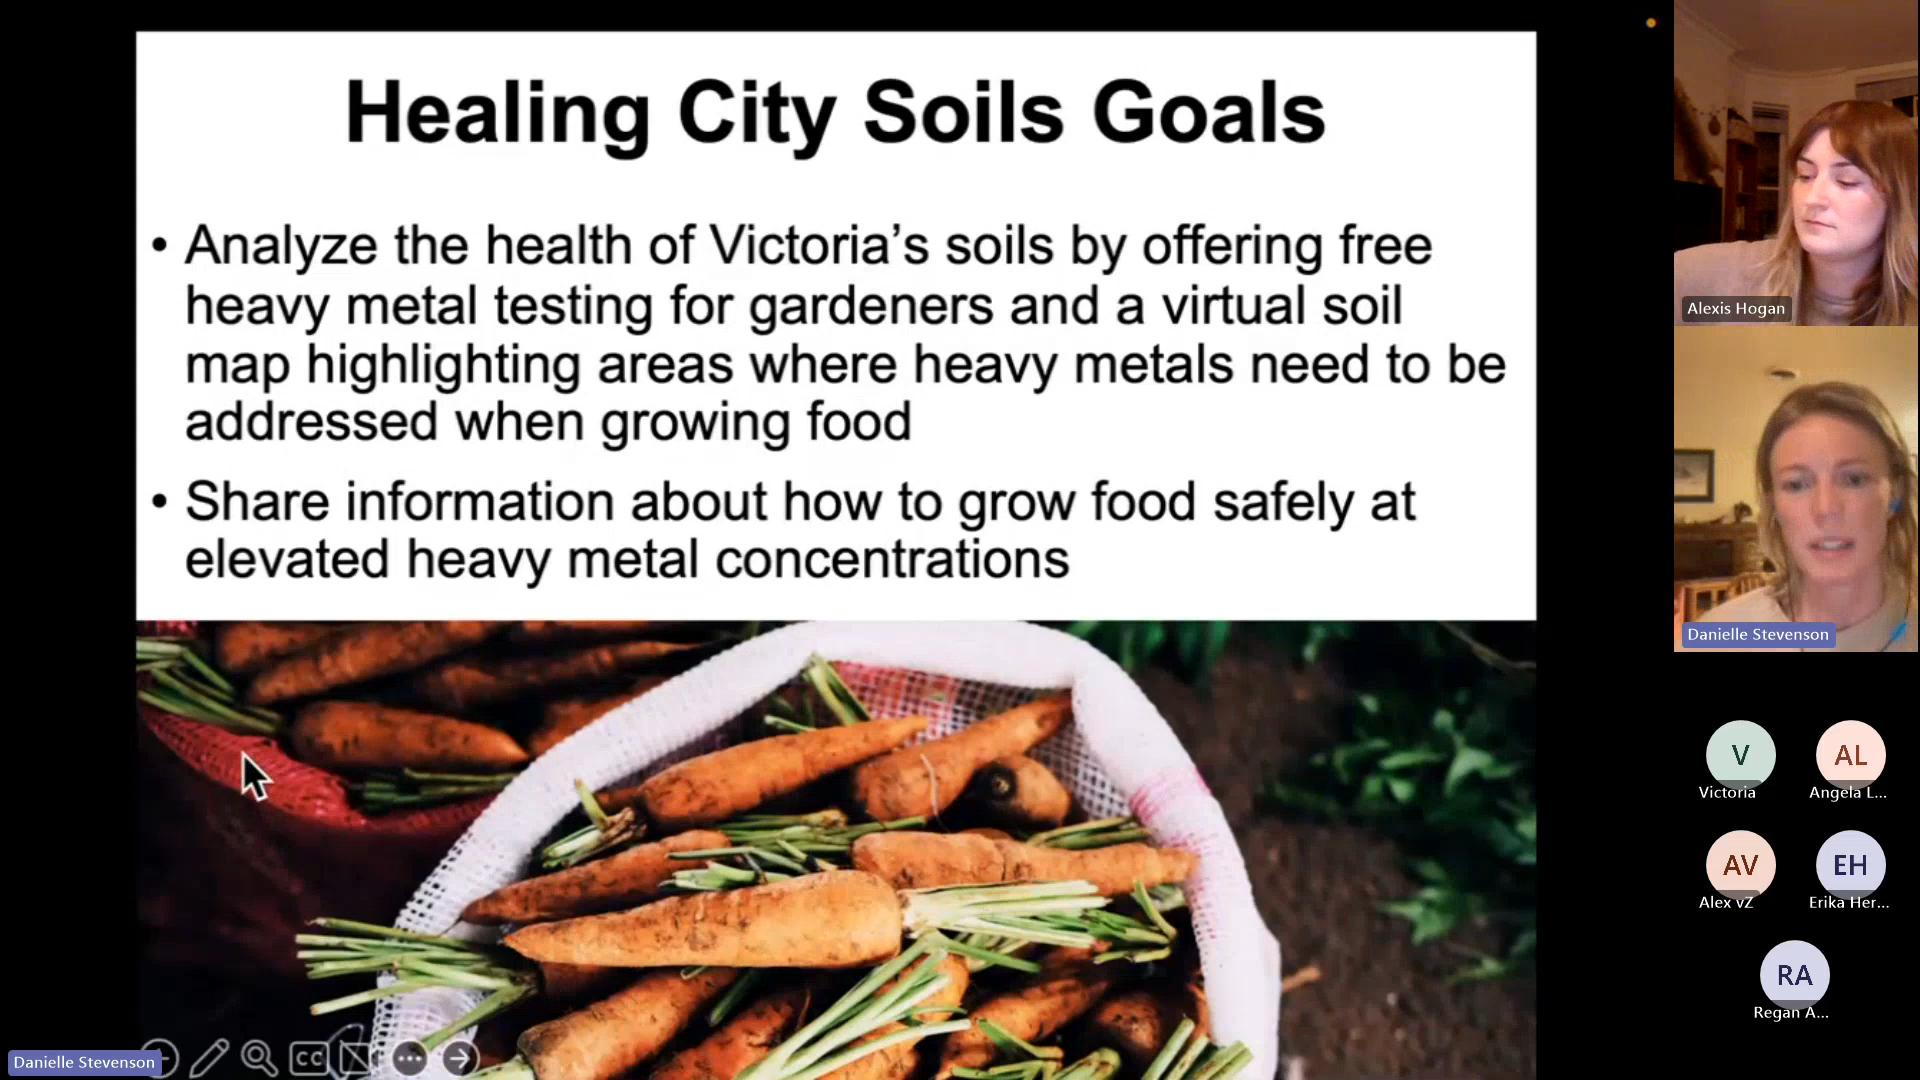 Healing City Soils Goals
• Analyze the health of Victoria’s soils by offering free
heavy metal testing for gardeners and a virtual soil
map highlighting areas where heavy metals need to be
addressed when growing food
• Share information about how to grow food safely at
elevated heavy metal concentrations
Alexis Hogan
Danielle Stevenson
V
Victoria
AL
Angela L...
AV
Alex vZ
EH
Erika Her...
RA
Regan A...
CC
Danielle Stevenson